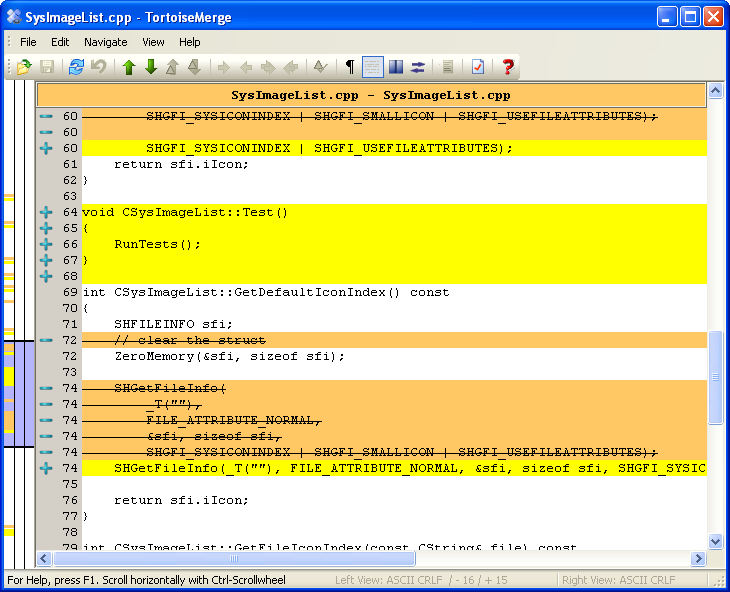 SysImageList.cpp - TortoiseMerge
File Edit Navigate View Help
SysImageList.cpp - SysImageList.cpp
60 SHGFI_SYSICONINDEX | SHGFI_SMALLICON | SHGFI_USEFILEATTRIBUTES);
60
60 SHGFI_SYSICONINDEX | SHGFI_USEFILEATTRIBUTES);
61 return sfi.iIcon;
62 }
63
64 void CSysImageList::Test()
65 {
66 RunTests();
67 }
68
69 int CSysImageList::GetDefaultIconIndex() const
70 {
71 SHFILEINFO sfi;
72 // clear the struct
72 ZeroMemory(&sfi, sizeof sfi);
73
74 SHGetFileInfo(
74 _T(""),
74 FILE_ATTRIBUTE_NORMAL,
74 &sfi, sizeof sfi,
74 SHGFI_SYSICONINDEX | SHGFI_SMALLICON | SHGFI_USEFILEATTRIBUTES);
74 SHGetFileInfo(_T(""), FILE_ATTRIBUTE_NORMAL, &sfi, sizeof sfi, SHGFI_SYSIC
75
76 return sfi.iIcon;
77 }
78
79 int CSysImageList::GetFileIconIndex(const CString& file) const
For Help, press F1. Scroll horizontally with Ctrl-Scrollwheel Left View: ASCII CRLF / - 16 / + 15 Right View: ASCII CRLF